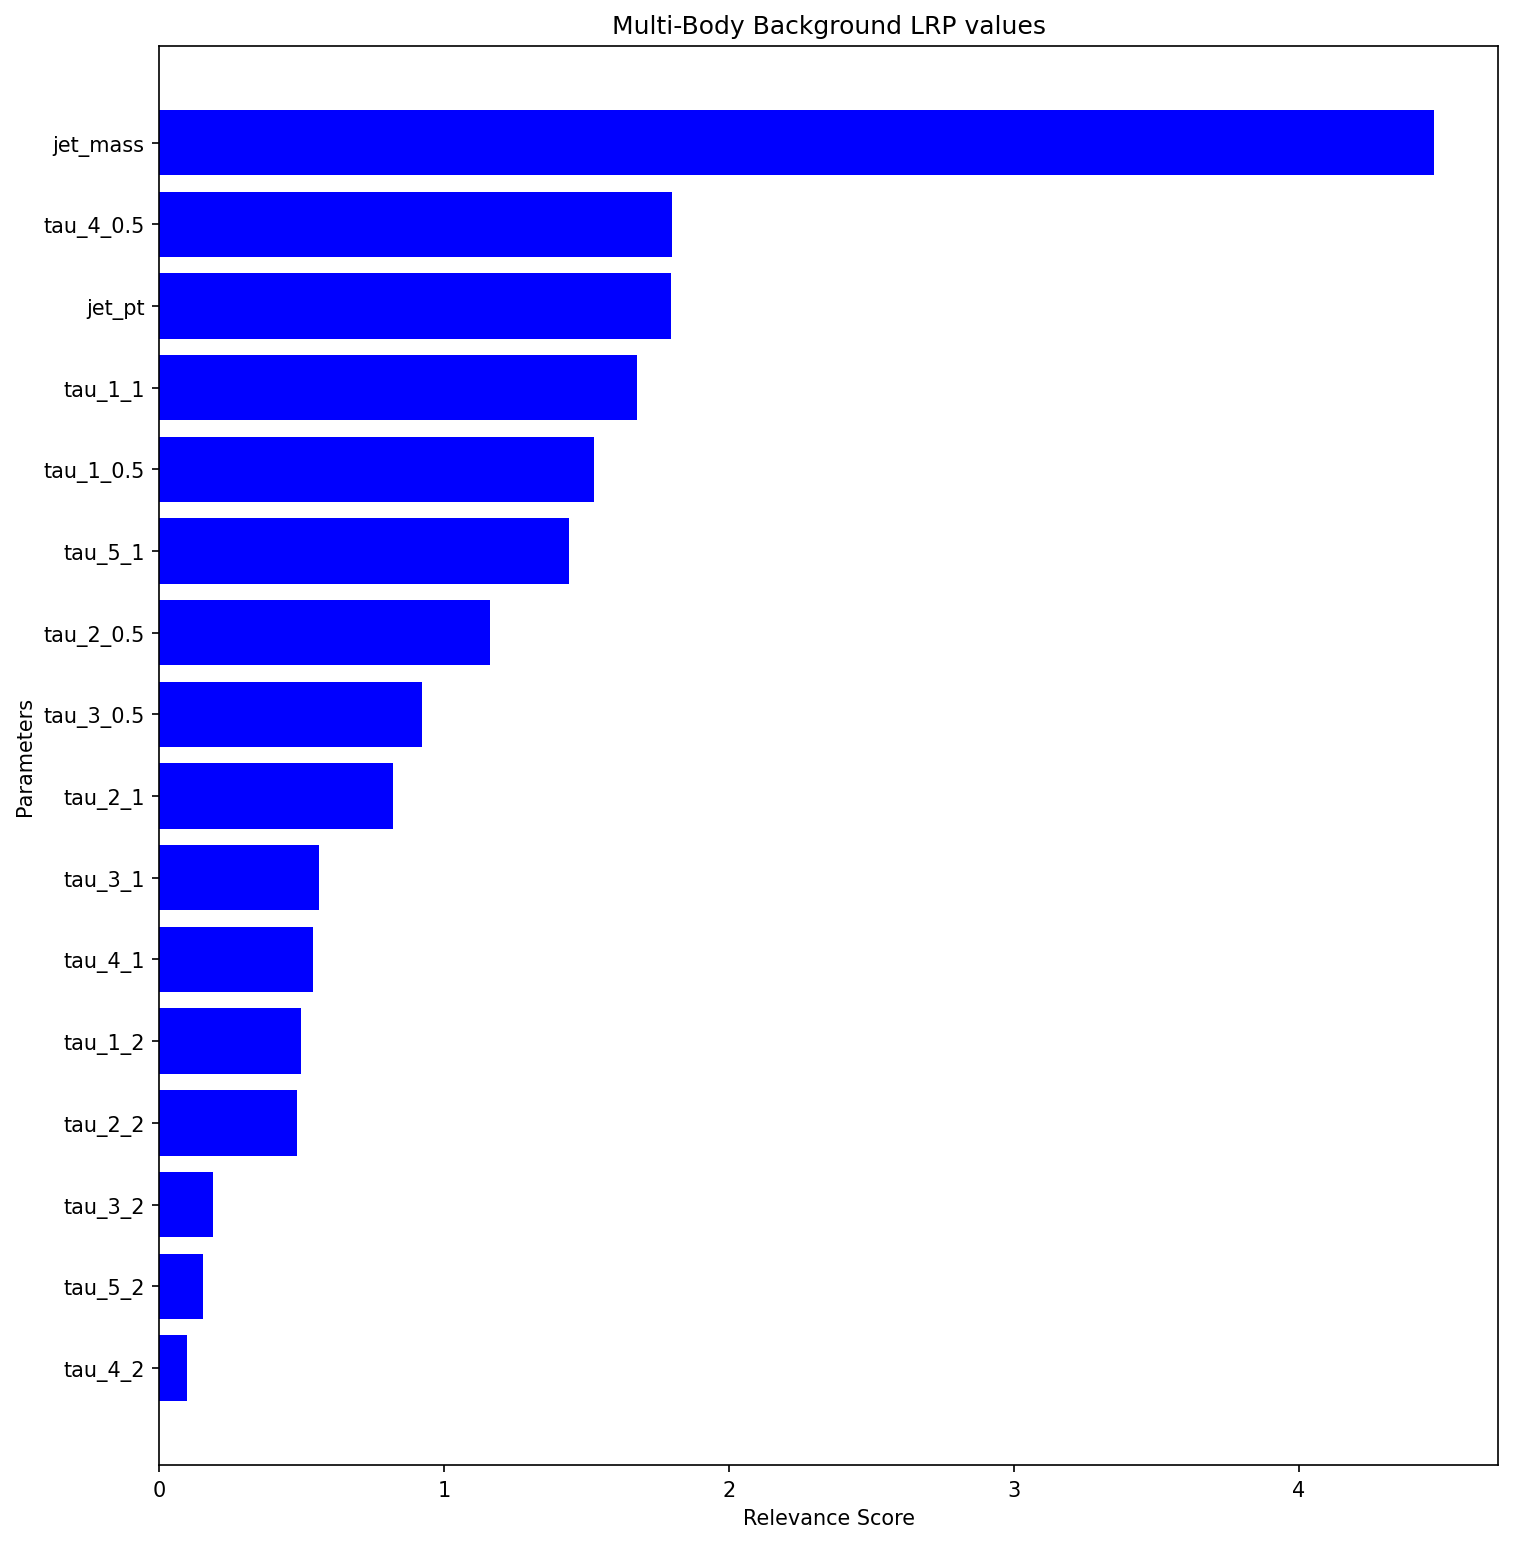 Multi-Body Background LRP values
jet_mass
tau_4_0.5
jet_pt
tau_1_1
tau_1_0.5
tau_5_1
tau_2_0.5
tau_3_0.5
tau_2_1
tau_3_1
tau_4_1
tau_1_2
tau_2_2
tau_3_2
tau_5_2
tau_4_2
Parameters
0 1 2 3 4
Relevance Score